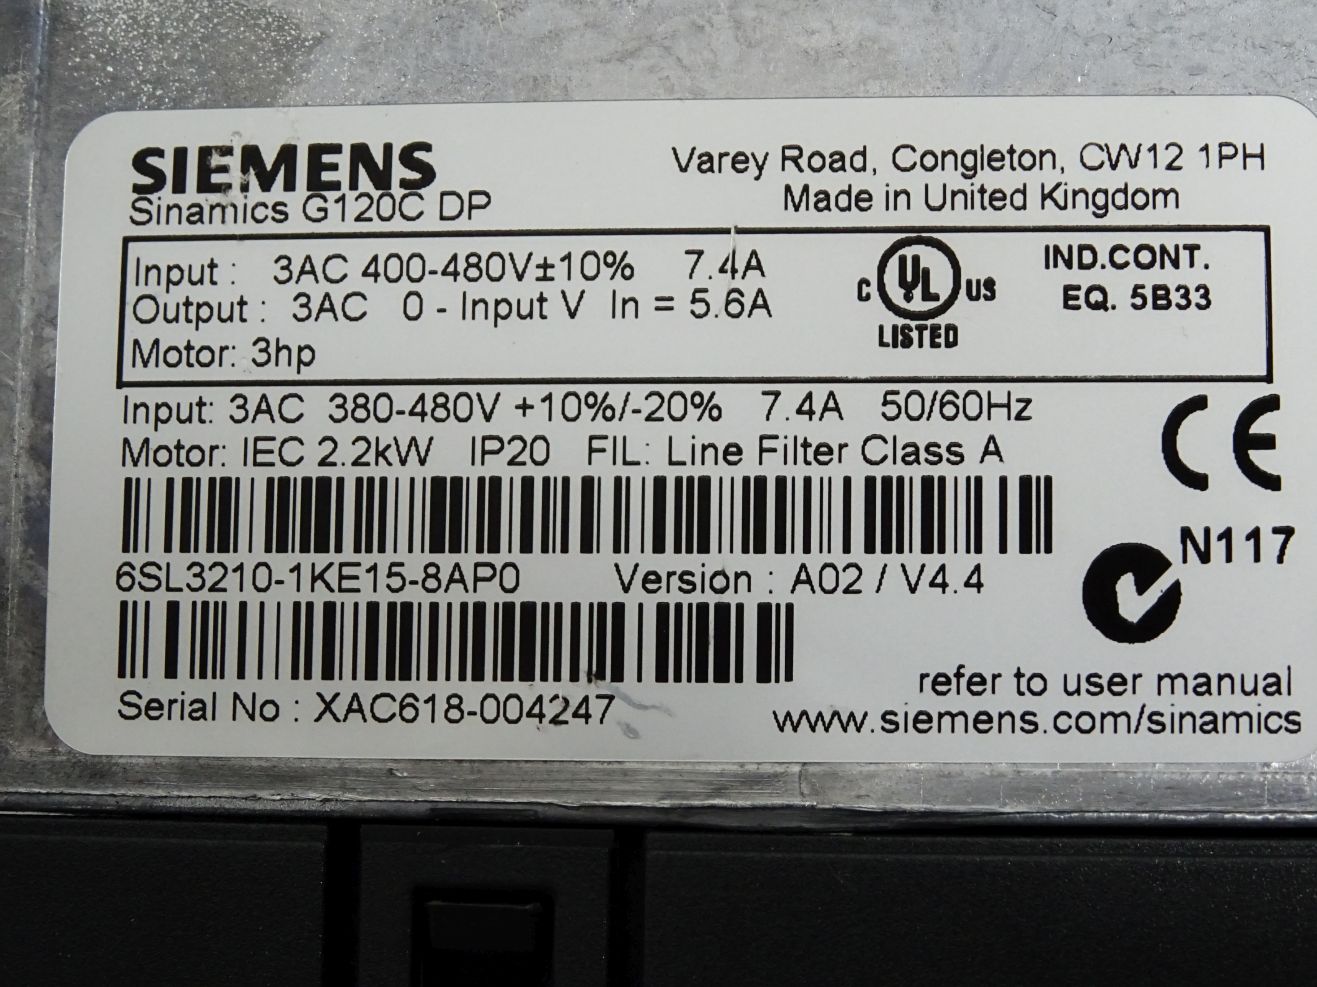 SIEMENS
Sinamics G120C DP
Varey Road, Congleton, CW12 1PH
Made in United Kingdom
Input : 3AC 400-480V±10% 7.4A
Output : 3AC 0 - Input V In = 5.6A
Motor: 3hp
C UL US
LISTED
IND.CONT.
EQ. 5B33
Input: 3AC 380-480V +10%/-20% 7.4A 50/60Hz
Motor: IEC 2.2kW IP20 FIL: Line Filter Class A
CE
6SL3210-1KE15-8AP0 Version : A02 / V4.4
N117
Serial No : XAC618-004247
refer to user manual
www.siemens.com/sinamics